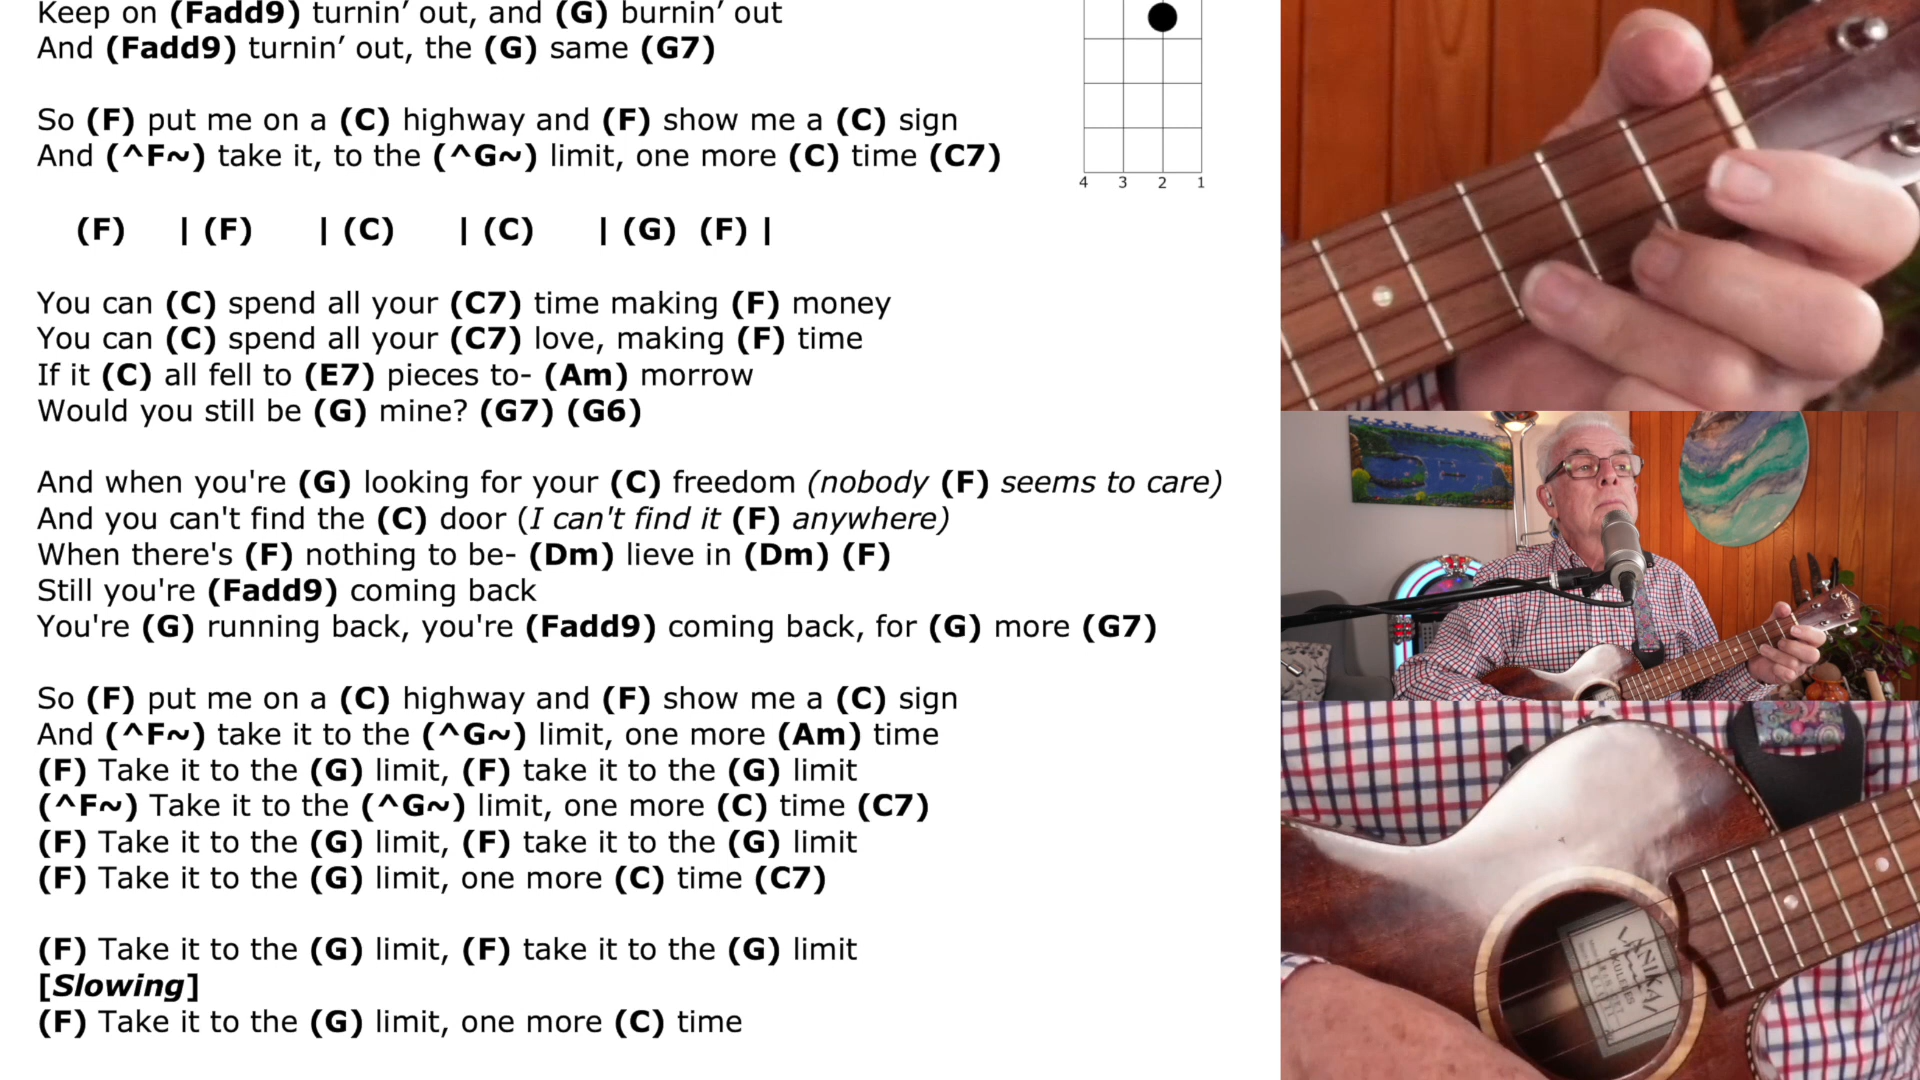 Keep on (Fadd9) turnin’ out, and (G) burnin’ out
And (Fadd9) turnin’ out, the (G) same (G7)
So (F) put me on a (C) highway and (F) show me a (C) sign
And (^F~) take it, to the (^G~) limit, one more (C) time (C7)
4 3 2 1
(F) | (F) | (C) | (C) | (G) (F) |
You can (C) spend all your (C7) time making (F) money
You can (C) spend all your (C7) love, making (F) time
If it (C) all fell to (E7) pieces to- (Am) morrow
Would you still be (G) mine? (G7) (G6)
And when you're (G) looking for your (C) freedom (nobody (F) seems to care)
And you can't find the (C) door (I can't find it (F) anywhere)
When there's (F) nothing to be- (Dm) lieve in (Dm) (F)
Still you're (Fadd9) coming back
You're (G) running back, you're (Fadd9) coming back, for (G) more (G7)
So (F) put me on a (C) highway and (F) show me a (C) sign
And (^F~) take it to the (^G~) limit, one more (Am) time
(F) Take it to the (G) limit, (F) take it to the (G) limit
(^F~) Take it to the (^G~) limit, one more (C) time (C7)
(F) Take it to the (G) limit, (F) take it to the (G) limit
(F) Take it to the (G) limit, one more (C) time (C7)
(F) Take it to the (G) limit, (F) take it to the (G) limit
[Slowing]
(F) Take it to the (G) limit, one more (C) time
UKULELES